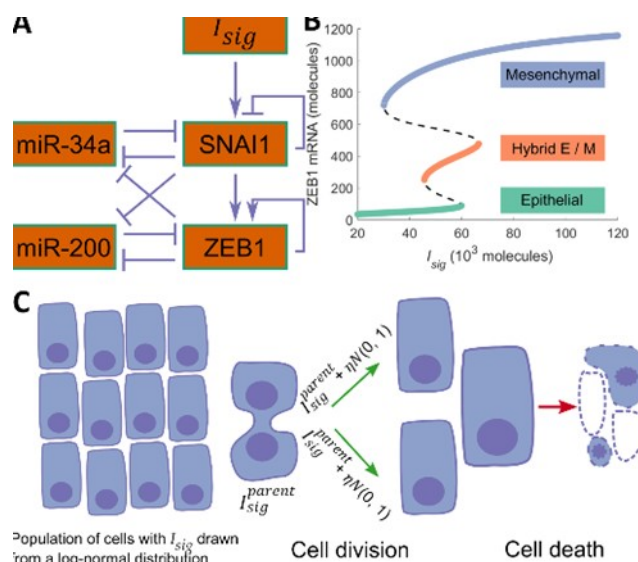 A
I_sig
miR-34a
SNAI1
miR-200
ZEB1
B
ZEB1 mRNA (molecules)
1200
1000
800
600
400
200
0
Mesenchymal
Hybrid E / M
Epithelial
20
40
60
80
100
120
I_sig (10³ molecules)
C
I_sig^parent + ηN(0, 1)
I_sig^parent + ηN(0, 1)
I_sig^parent
Population of cells with I_sig drawn
from a log-normal distribution
Cell division
Cell death